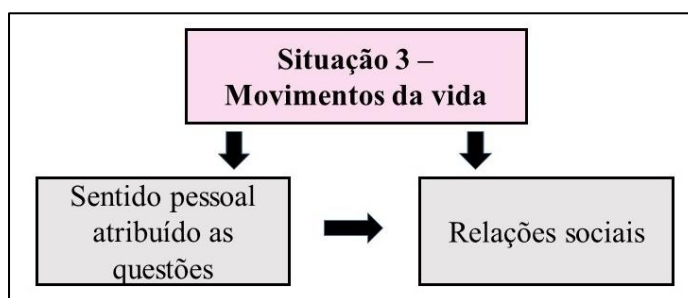 Situação 3 –
Movimentos da vida
Sentido pessoal
atribuído as
questões
Relações sociais